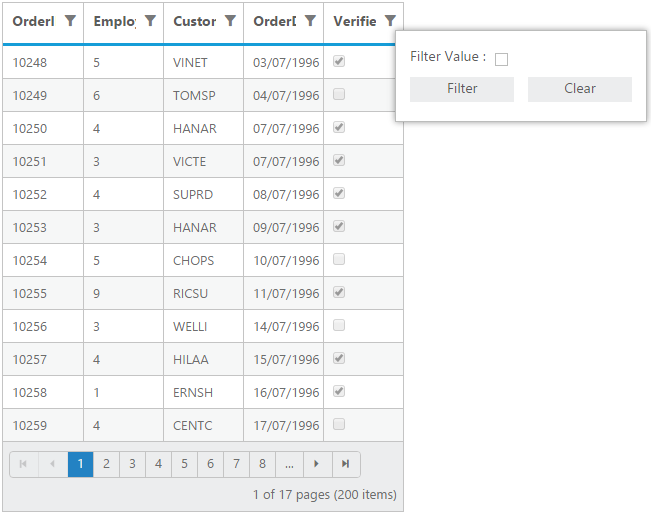 OrderI Employ Custor OrderD Verifie
Filter Value :
Filter Clear
10248 5 VINET 03/07/1996
10249 6 TOMSP 04/07/1996
10250 4 HANAR 07/07/1996
10251 3 VICTE 07/07/1996
10252 4 SUPRD 08/07/1996
10253 3 HANAR 09/07/1996
10254 5 CHOPS 10/07/1996
10255 9 RICSU 11/07/1996
10256 3 WELLI 14/07/1996
10257 4 HILAA 15/07/1996
10258 1 ERNSH 16/07/1996
10259 4 CENTC 17/07/1996
1 2 3 4 5 6 7 8 ...
1 of 17 pages (200 items)